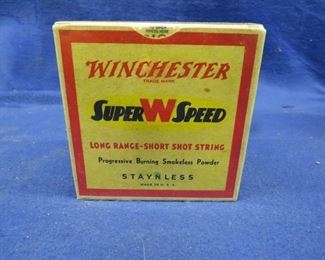 WINCHESTER
TRADE MARK
SUPER W SPEED
LONG RANGE-SHORT SHOT STRING
Progressive Burning Smokeless Powder
STAYNLESS
MADE IN U.S.A.